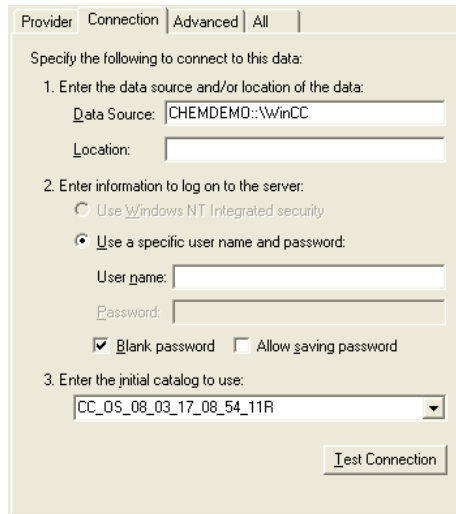 Provider Connection Advanced All
Specify the following to connect to this data:
1. Enter the data source and/or location of the data:
Data Source: CHEMDEMO::\WinCC
Location:
2. Enter information to log on to the server:
Use Windows NT Integrated security
Use a specific user name and password:
User name:
Password:
Blank password Allow saving password
3. Enter the initial catalog to use:
CC_OS_08_03_17_08_54_11R
Test Connection